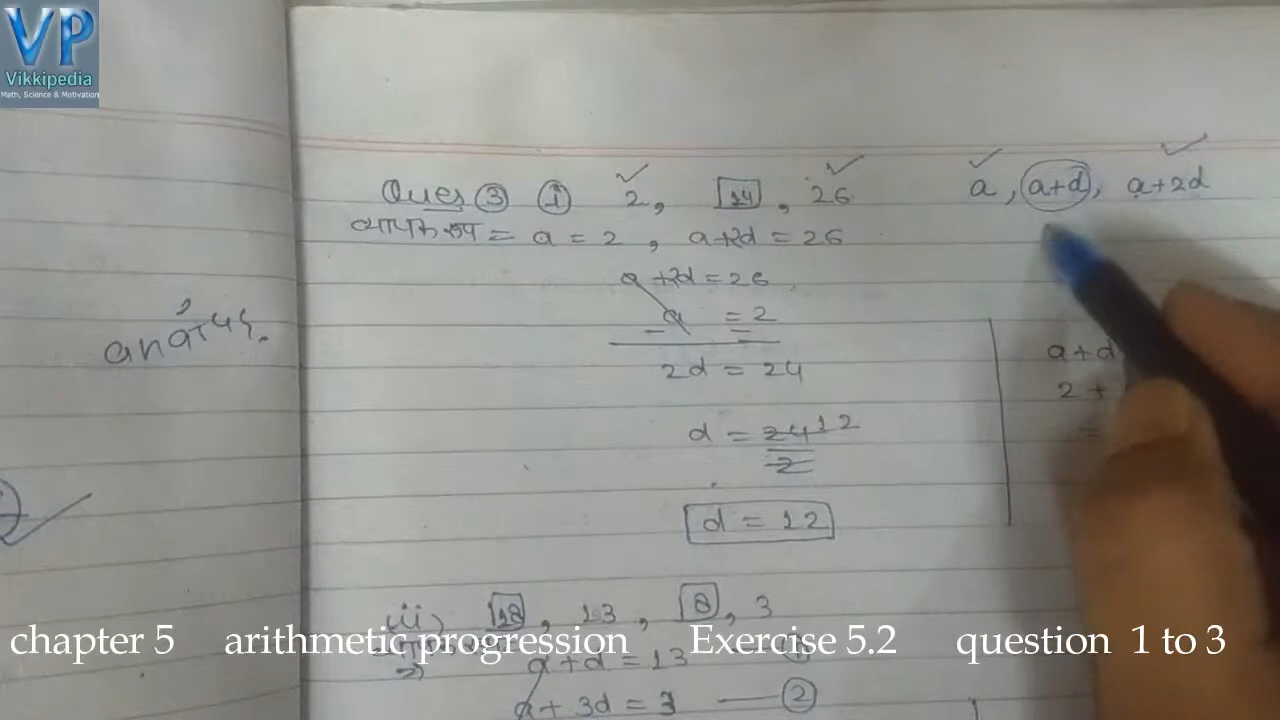 VP
Vikkipedia
Math, Science & Motivation
Ques ③ ① 2, 14, 26 a, a+d, a+2d
व्यापक रूप = a = 2, a+2d = 26
a+2d = 26
- a = 2
2d = 24
d = 24 12
2
d = 12
a+d
2+
=
(ii) 18, 13, 8, 3
⇒ a+d = 13
a+3d = 3 — ②
chapter 5 arithmetic progression Exercise 5.2 question 1 to 3